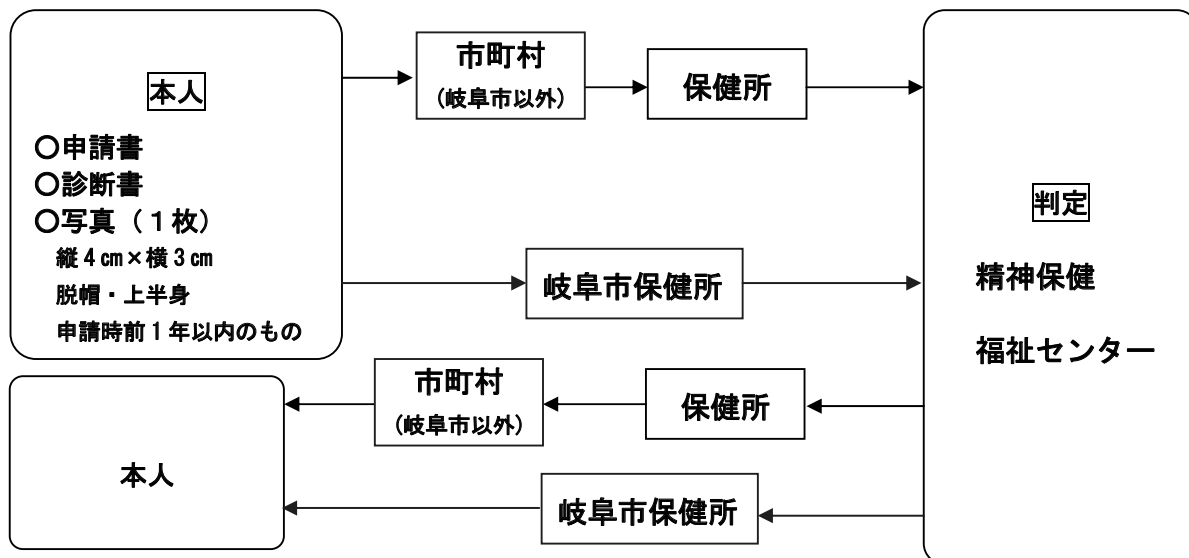 本人
○申請書
○診断書
○写真(1枚)
縦4cm×横3cm
脱帽・上半身
申請時前1年以内のもの
市町村
(岐阜市以外)
保健所
岐阜市保健所
判定
精神保健
福祉センター
市町村
(岐阜市以外)
保健所
岐阜市保健所
本人